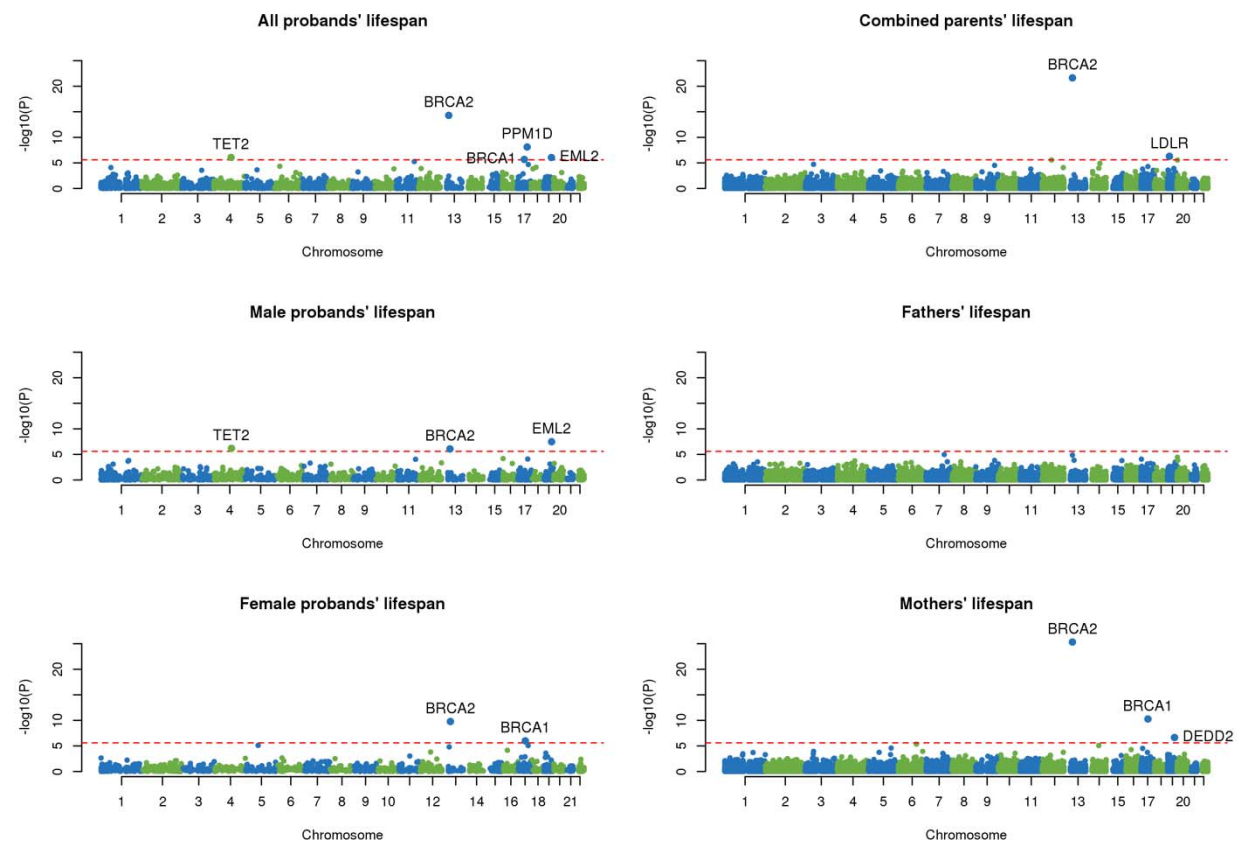 All probands' lifespan
-log10(P)
20
10
5
0
BRCA2
PPM1D
TET2
BRCA1
EML2
1 2 3 4 5 6 7 8 9 11 13 15 17 20
Chromosome
Combined parents' lifespan
-log10(P)
20
10
5
0
BRCA2
LDLR
1 2 3 4 5 6 7 8 9 11 13 15 17 20
Chromosome
Male probands' lifespan
-log10(P)
20
10
5
0
TET2
BRCA2
EML2
1 2 3 4 5 6 7 8 9 11 13 15 17 20
Chromosome
Fathers' lifespan
-log10(P)
20
10
5
0
1 2 3 4 5 6 7 8 9 11 13 15 17 20
Chromosome
Female probands' lifespan
-log10(P)
20
10
5
0
BRCA2
BRCA1
1 2 3 4 5 6 7 8 9 10 12 14 16 18 21
Chromosome
Mothers' lifespan
-log10(P)
20
10
5
0
BRCA2
BRCA1
DEDD2
1 2 3 4 5 6 7 8 9 11 13 15 17 20
Chromosome